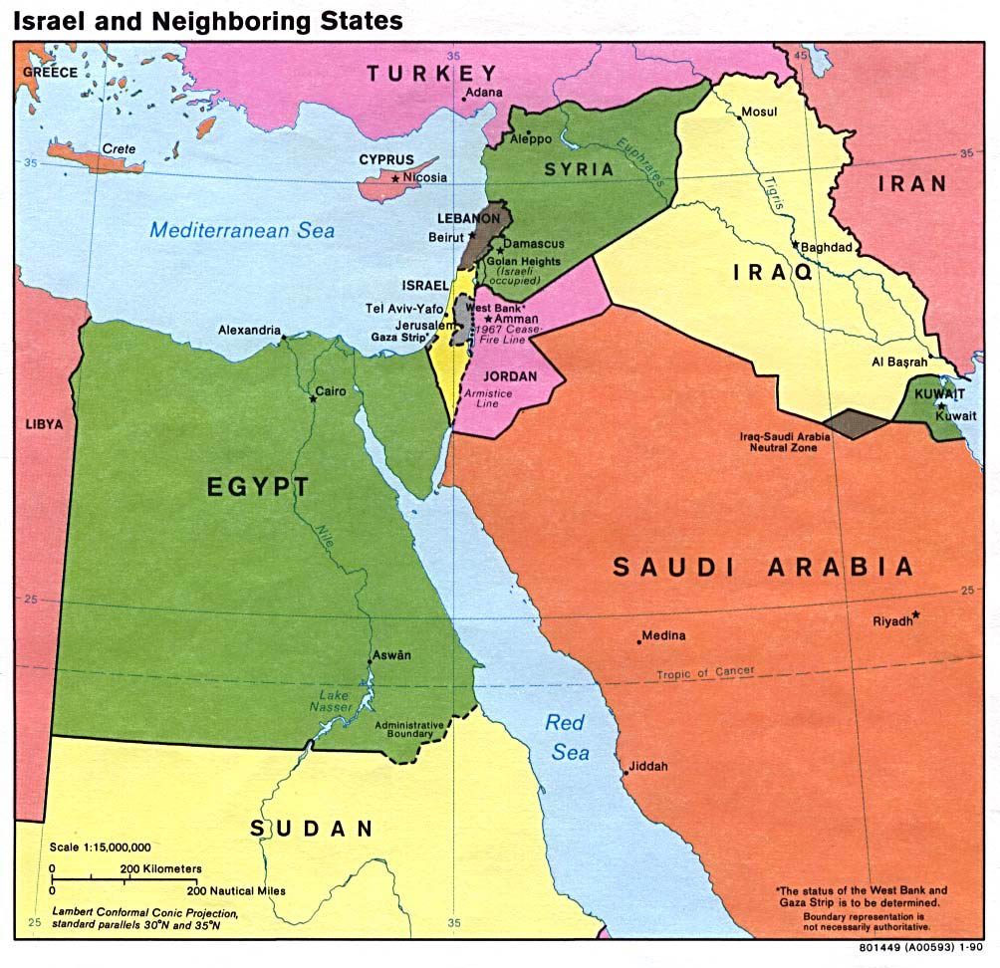 Israel and Neighboring States
35
45
GREECE
TURKEY
Adana
Mosul
Crete
Aleppo
35
CYPRUS
Nicosia
SYRIA
Euphrates
Tigris
35
IRAN
LEBANON
Mediterranean Sea
Beirut
Damascus
Baghdad
Golan Heights
(Israeli
occupied)
IRAQ
ISRAEL
Tel Aviv-Yafo
West Bank*
Amman
Jerusalem
1967 Cease-
Fire Line
Gaza Strip*
Alexandria
Al Baṣrah
JORDAN
Cairo
Armistice
Line
KUWAIT
Kuwait
LIBYA
Iraq-Saudi Arabia
Neutral Zone
EGYPT
Nile
SAUDI ARABIA
25
25
Riyadh
Medina
Aswān
Tropic of Cancer
Lake
Nasser
Administrative
Boundary
Red
Sea
Jiddah
SUDAN
Scale 1:15,000,000
0 200 Kilometers
0 200 Nautical Miles
Lambert Conformal Conic Projection,
standard parallels 30°N and 35°N
25
35
*The status of the West Bank and
Gaza Strip is to be determined.
Boundary representation is
not necessarily authoritative.
801449 (A00593) 1-90